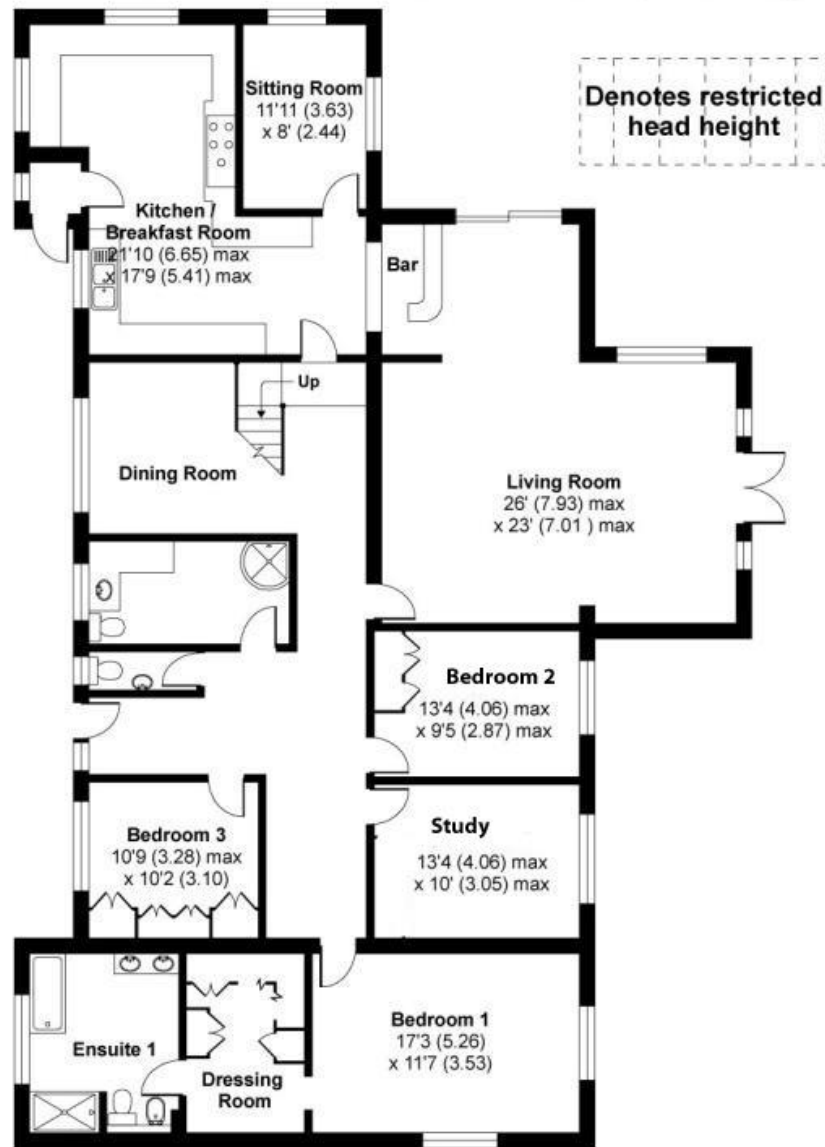 Sitting Room
11'11 (3.63)
x 8' (2.44)
Denotes restricted
head height
Kitchen /
Breakfast Room
21'10 (6.65) max
x 17'9 (5.41) max
Bar
Up
Dining Room
Living Room
26' (7.93) max
x 23' (7.01 ) max
Bedroom 2
13'4 (4.06) max
x 9'5 (2.87) max
Study
13'4 (4.06) max
x 10' (3.05) max
Bedroom 3
10'9 (3.28) max
x 10'2 (3.10)
Bedroom 1
17'3 (5.26)
x 11'7 (3.53)
Ensuite 1
Dressing
Room